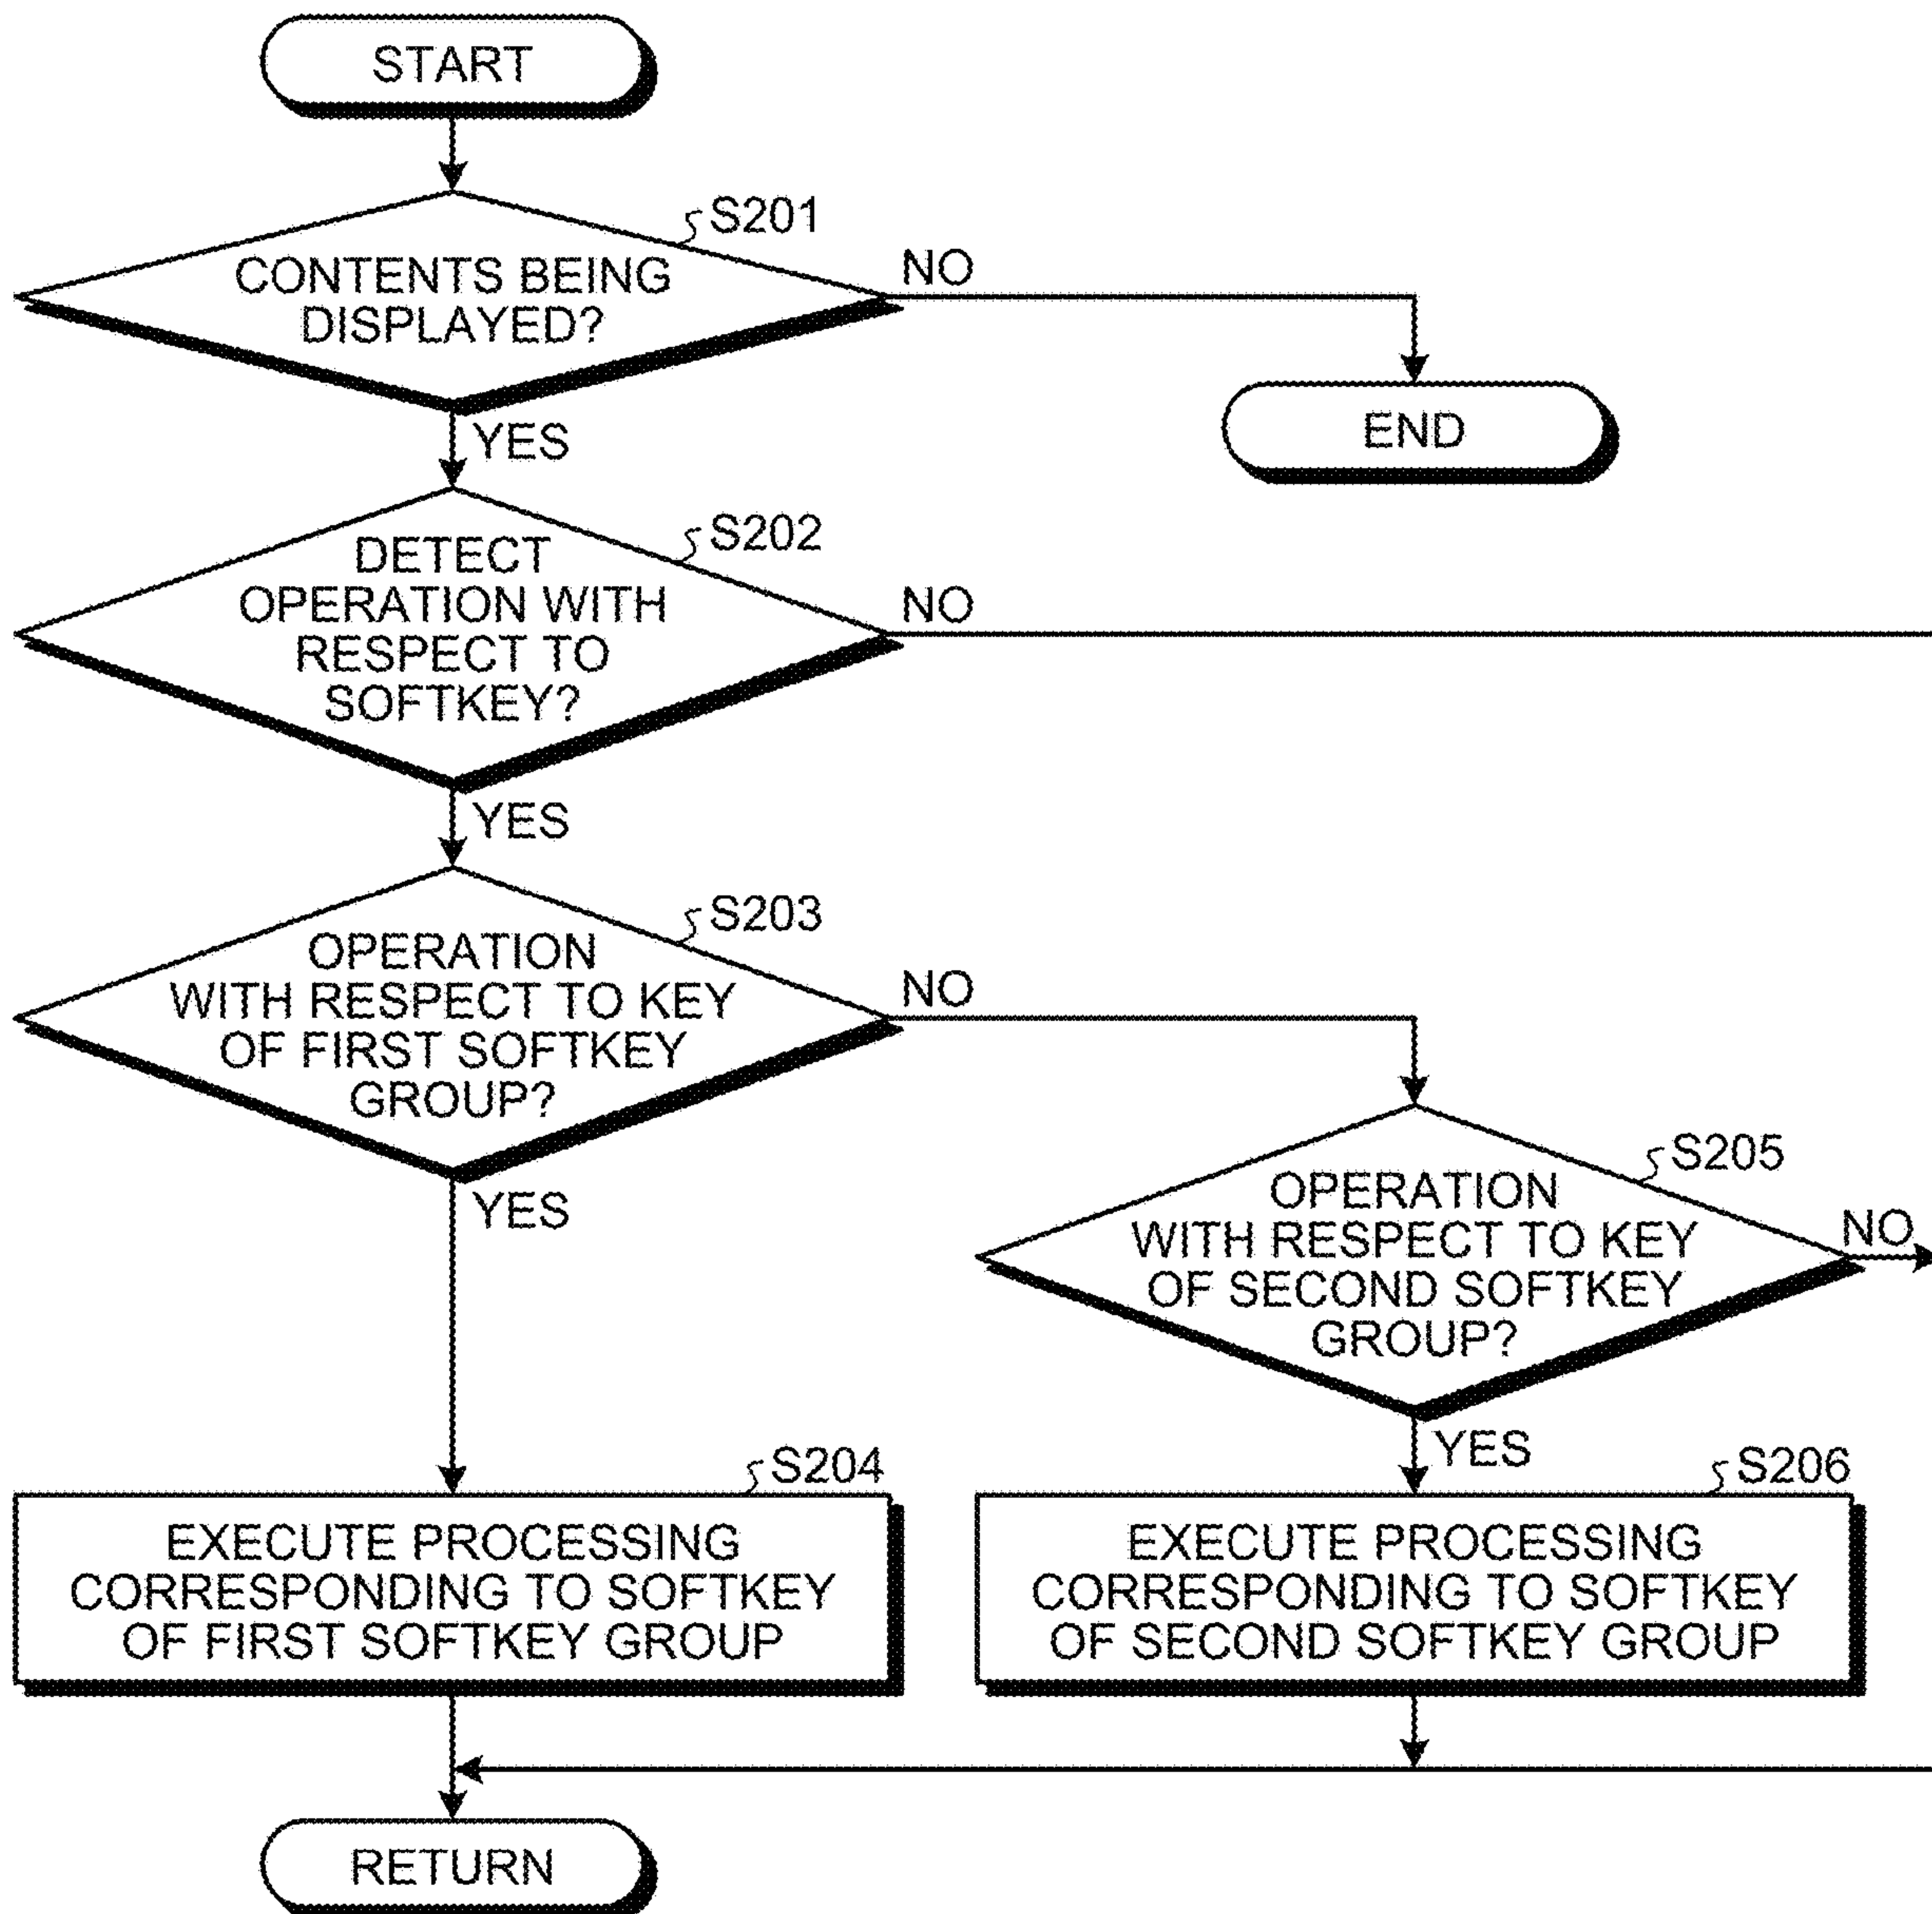 START
S201
CONTENTS BEING
DISPLAYED?
NO
END
YES
S202
DETECT
OPERATION WITH
RESPECT TO
SOFTKEY?
NO
YES
S203
OPERATION
WITH RESPECT TO KEY
OF FIRST SOFTKEY
GROUP?
NO
YES
S205
OPERATION
WITH RESPECT TO KEY
OF SECOND SOFTKEY
GROUP?
NO
YES
S204
EXECUTE PROCESSING
CORRESPONDING TO SOFTKEY
OF FIRST SOFTKEY GROUP
S206
EXECUTE PROCESSING
CORRESPONDING TO SOFTKEY
OF SECOND SOFTKEY GROUP
RETURN